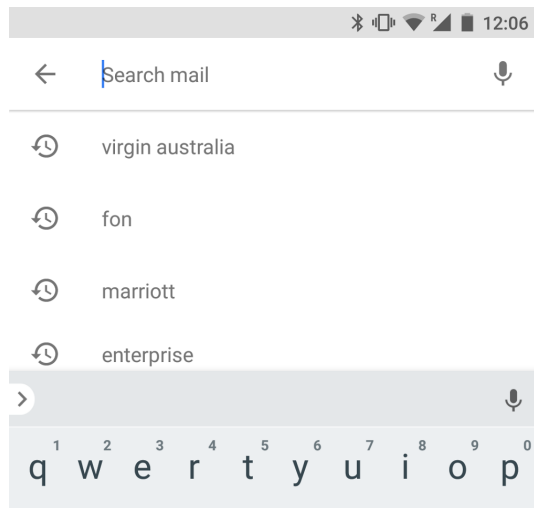 R 12:06
Search mail
virgin australia
fon
marriott
enterprise
1 2 3 4 5 6 7 8 9 0
q w e r t y u i o p